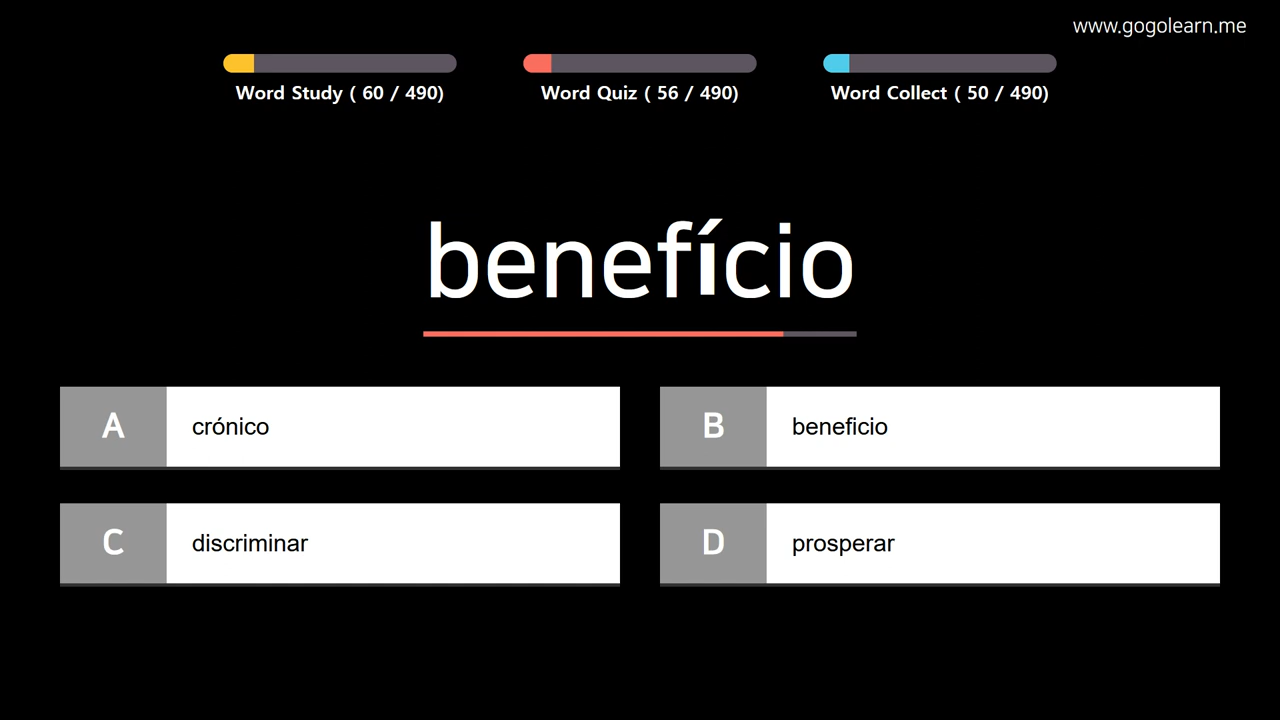 www.gogolearn.me
Word Study ( 60 / 490)
Word Quiz ( 56 / 490)
Word Collect ( 50 / 490)
benefício
A crónico
B beneficio
C discriminar
D prosperar